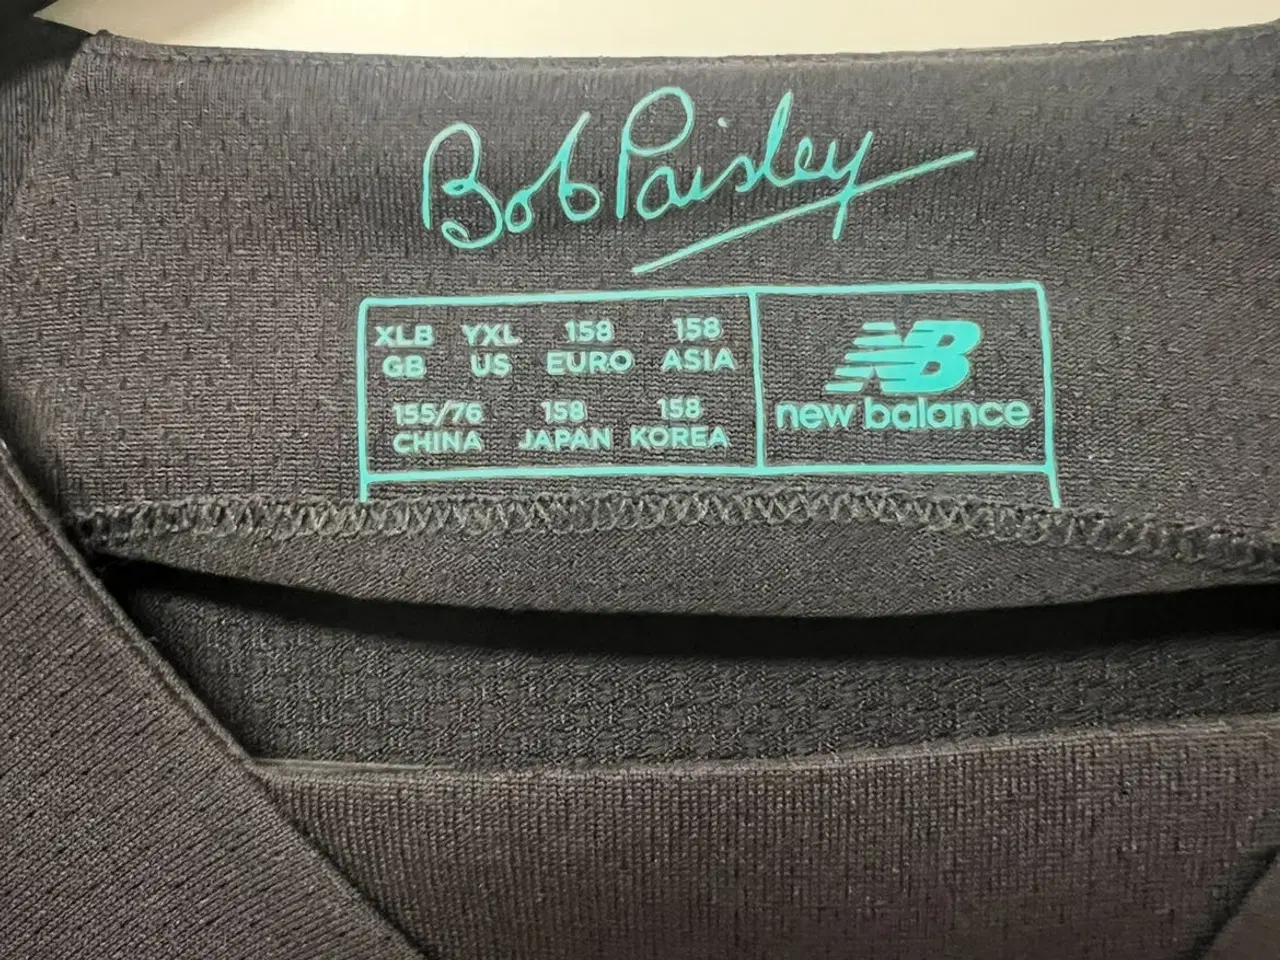 Bob Paisley
XLB YXL 158 158
GB US EURO ASIA
155/76 158 158
CHINA JAPAN KOREA
NB
new balance